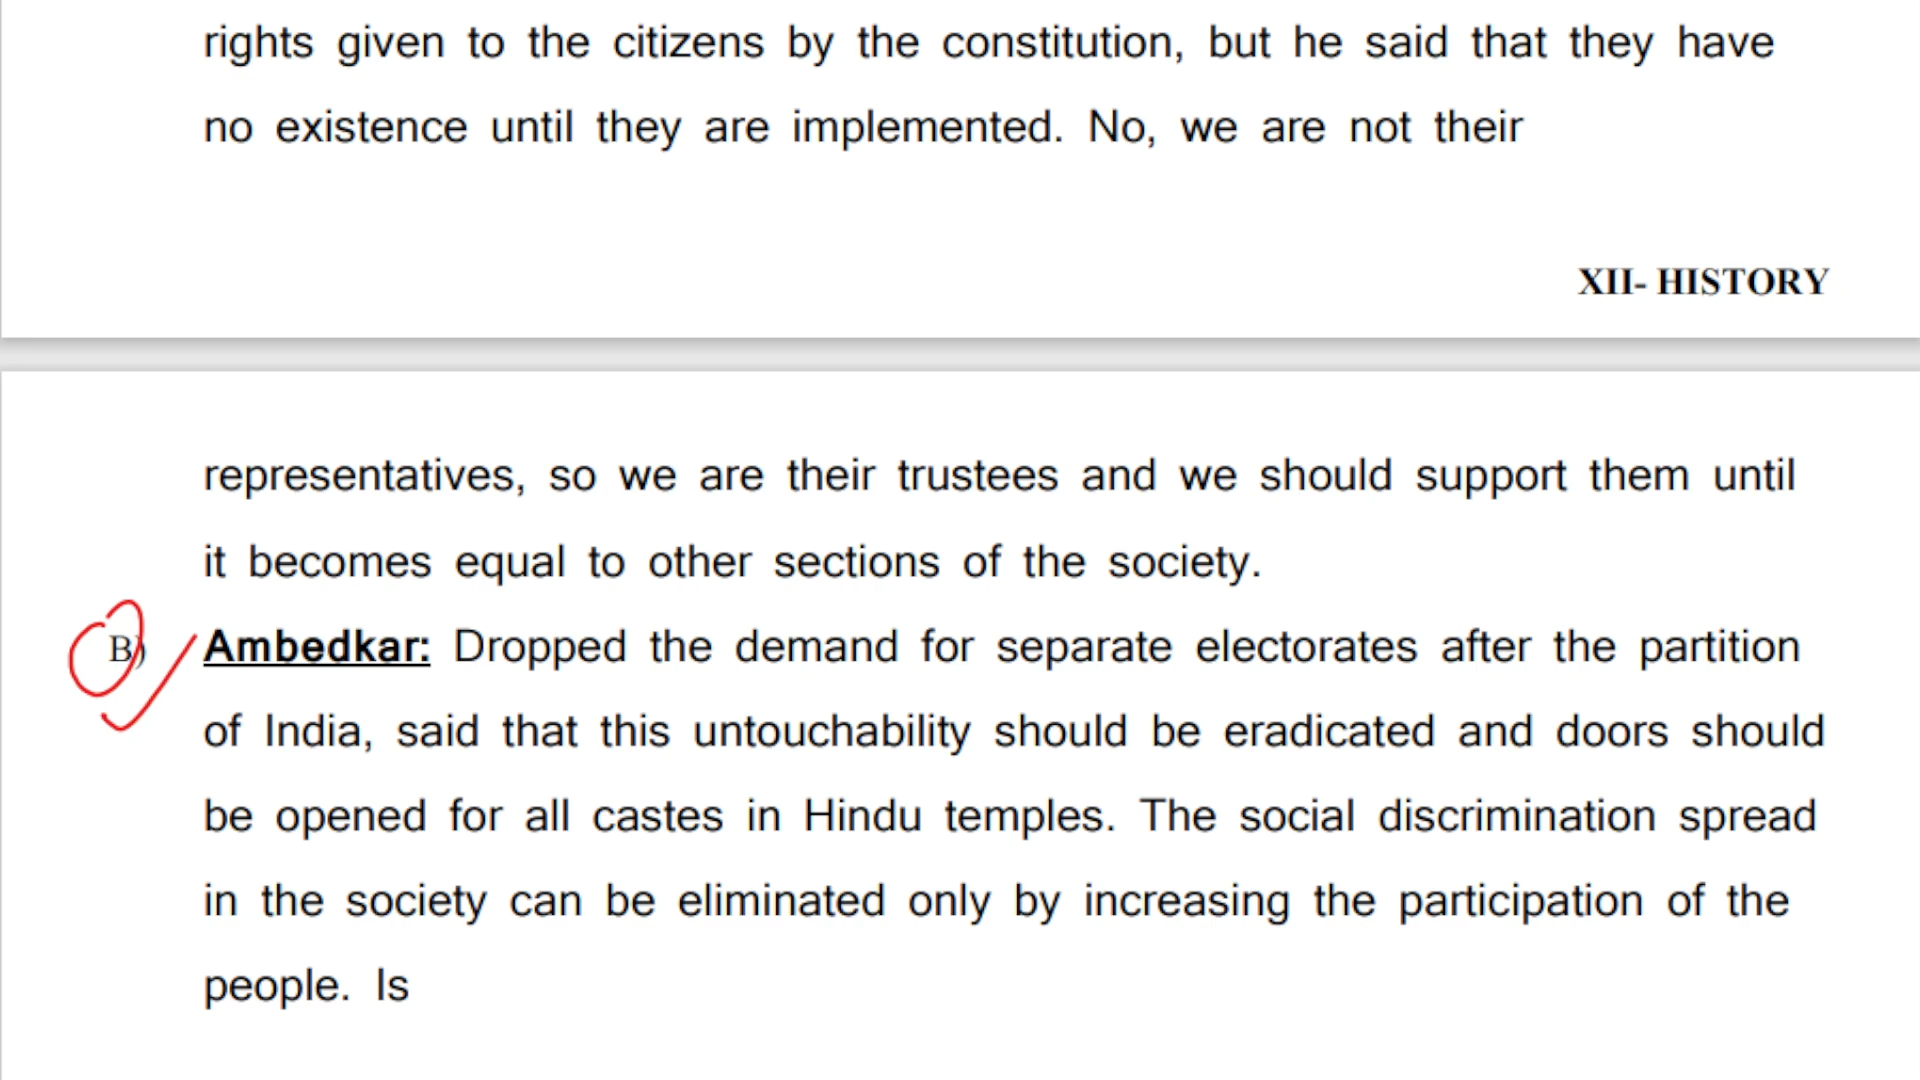 rights given to the citizens by the constitution, but he said that they have
no existence until they are implemented. No, we are not their
XII- HISTORY
representatives, so we are their trustees and we should support them until
it becomes equal to other sections of the society.
B) Ambedkar: Dropped the demand for separate electorates after the partition
of India, said that this untouchability should be eradicated and doors should
be opened for all castes in Hindu temples. The social discrimination spread
in the society can be eliminated only by increasing the participation of the
people. Is